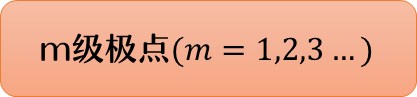 m级极点(m = 1,2,3 … )